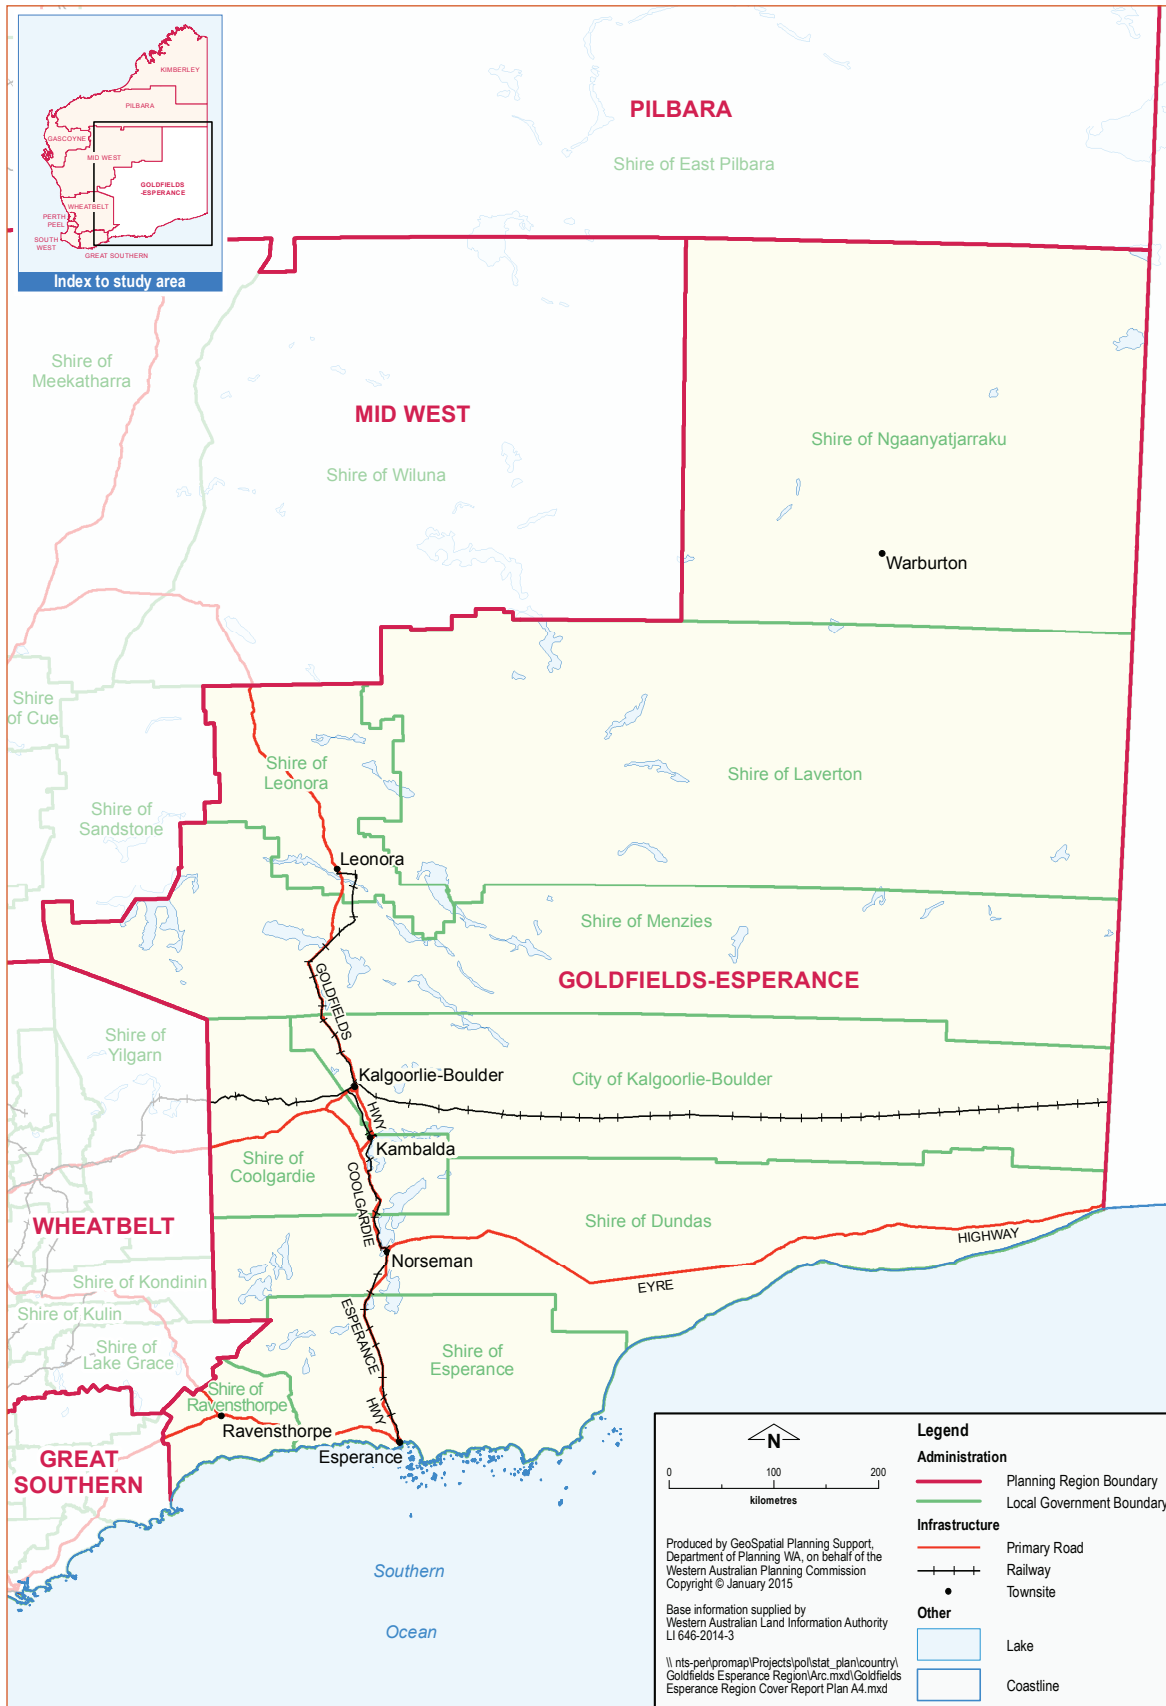 KIMBERLEY
PILBARA
GASCOYNE
MID WEST
GOLDFIELDS
-ESPERANCE
WHEATBELT
PERTH
PEEL
SOUTH
WEST
GREAT SOUTHERN
Index to study area
PILBARA
Shire of East Pilbara
Shire of
Meekatharra
MID WEST
Shire of Wiluna
Shire of Ngaanyatjarraku
Warburton
Shire
of Cue
Shire of
Sandstone
Shire of
Leonora
Shire of Laverton
Leonora
Shire of Menzies
GOLDFIELDS-ESPERANCE
GOLDFIELDS
HWY
Shire of
Yilgarn
Kalgoorlie-Boulder
City of Kalgoorlie-Boulder
Kambalda
Shire of
Coolgardie
COOLGARDIE
WHEATBELT
Shire of Dundas
HIGHWAY
Norseman
EYRE
Shire of Kondinin
Shire of Kulin
Shire of
Lake Grace
ESPERANCE
HWY
Shire of
Esperance
Shire of
Ravensthorpe
Ravensthorpe
Esperance
GREAT
SOUTHERN
Southern
Ocean
N
0 100 200
kilometres
Produced by GeoSpatial Planning Support,
Department of Planning WA, on behalf of the
Western Australian Planning Commission
Copyright © January 2015
Base information supplied by
Western Australian Land Information Authority
LI 646-2014-3
\\ nts-per\promap\Projects\pol\stat_plan\country\
Goldfields Esperance Region\Arc.mxd\Goldfields
Esperance Region Cover Report Plan A4.mxd
Legend
Administration
Planning Region Boundary
Local Government Boundary
Infrastructure
Primary Road
Railway
Townsite
Other
Lake
Coastline